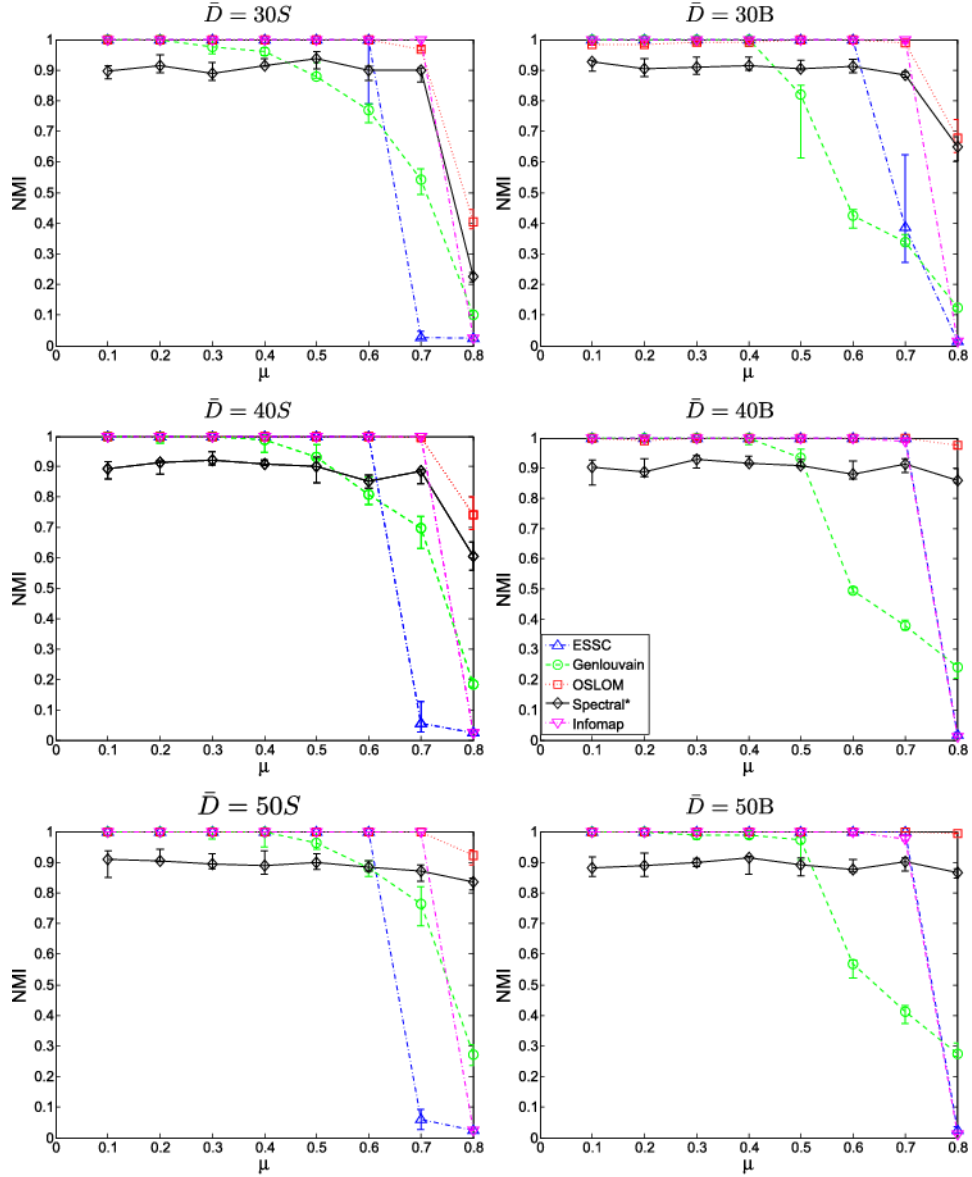 D̄ = 30S
1
0.9
0.8
0.7
0.6
0.5
0.4
0.3
0.2
0.1
0
NMI
0 0.1 0.2 0.3 0.4 0.5 0.6 0.7 0.8
μ
D̄ = 30B
1
0.9
0.8
0.7
0.6
0.5
0.4
0.3
0.2
0.1
0
NMI
0 0.1 0.2 0.3 0.4 0.5 0.6 0.7 0.8
μ
D̄ = 40S
1
0.9
0.8
0.7
0.6
0.5
0.4
0.3
0.2
0.1
0
NMI
0 0.1 0.2 0.3 0.4 0.5 0.6 0.7 0.8
μ
D̄ = 40B
1
0.9
0.8
0.7
0.6
0.5
0.4
0.3
0.2
0.1
0
NMI
ESSC
Genlouvain
OSLOM
Spectral*
Infomap
0 0.1 0.2 0.3 0.4 0.5 0.6 0.7 0.8
μ
D̄ = 50S
1
0.9
0.8
0.7
0.6
0.5
0.4
0.3
0.2
0.1
0
NMI
0 0.1 0.2 0.3 0.4 0.5 0.6 0.7 0.8
μ
D̄ = 50B
1
0.9
0.8
0.7
0.6
0.5
0.4
0.3
0.2
0.1
0
NMI
0 0.1 0.2 0.3 0.4 0.5 0.6 0.7 0.8
μ